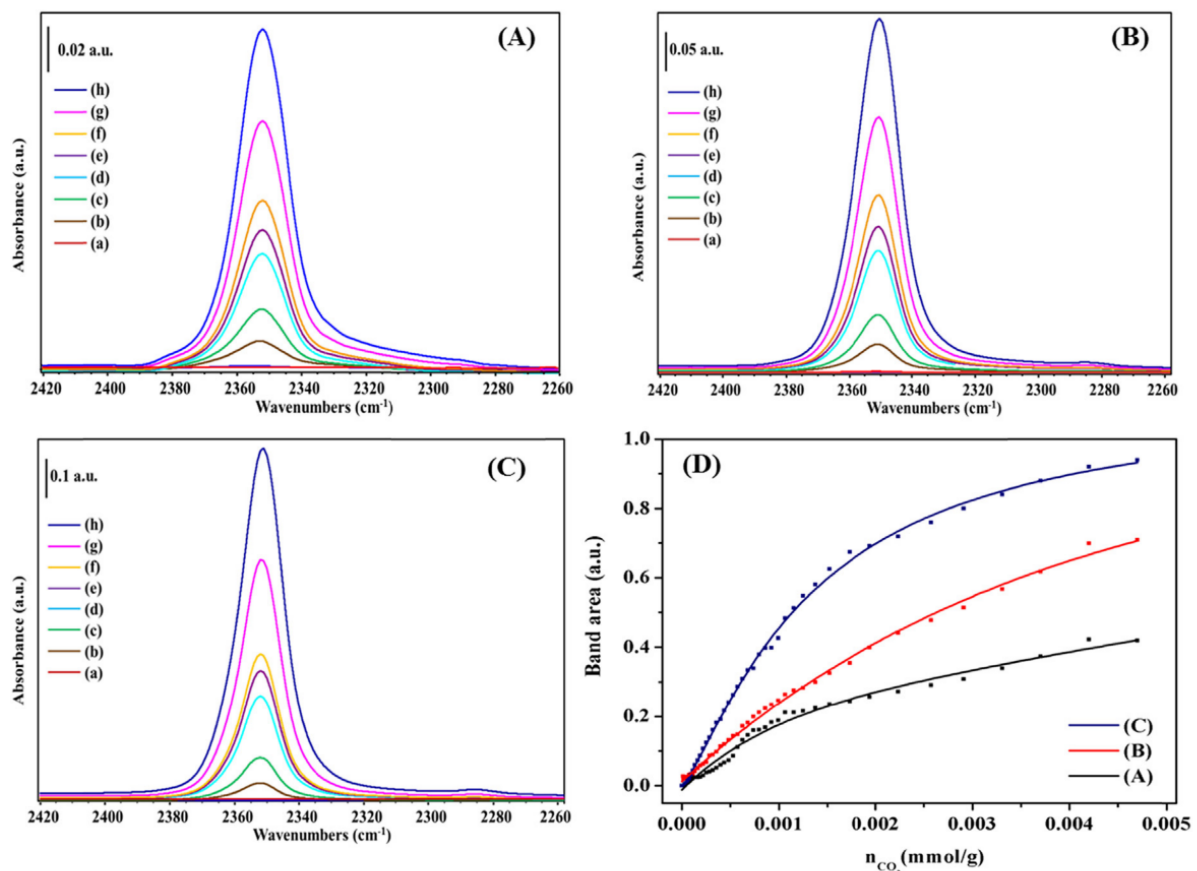 (A)
0.02 a.u.
(h)
(g)
(f)
(e)
(d)
(c)
(b)
(a)
Absorbance (a.u.)
2420 2400 2380 2360 2340 2320 2300 2280 2260
Wavenumbers (cm⁻¹)
(B)
0.05 a.u.
(h)
(g)
(f)
(e)
(d)
(c)
(b)
(a)
Absorbance (a.u.)
2420 2400 2380 2360 2340 2320 2300 2280 2260
Wavenumbers (cm⁻¹)
(C)
0.1 a.u.
(h)
(g)
(f)
(e)
(d)
(c)
(b)
(a)
Absorbance (a.u.)
2420 2400 2380 2360 2340 2320 2300 2280 2260
Wavenumbers (cm⁻¹)
(D)
1.0
0.8
0.6
0.4
0.2
0.0
Band area (a.u.)
(C)
(B)
(A)
0.000 0.001 0.002 0.003 0.004 0.005
n CO (mmol/g)